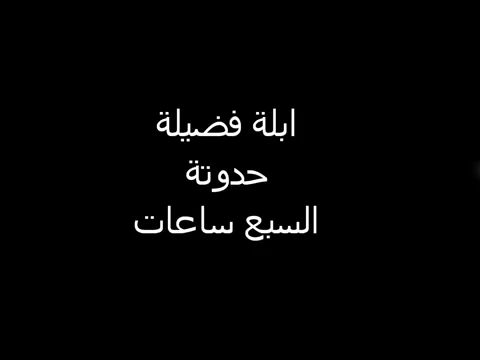 ابلة فضيلة
حدوتة
السبع ساعات